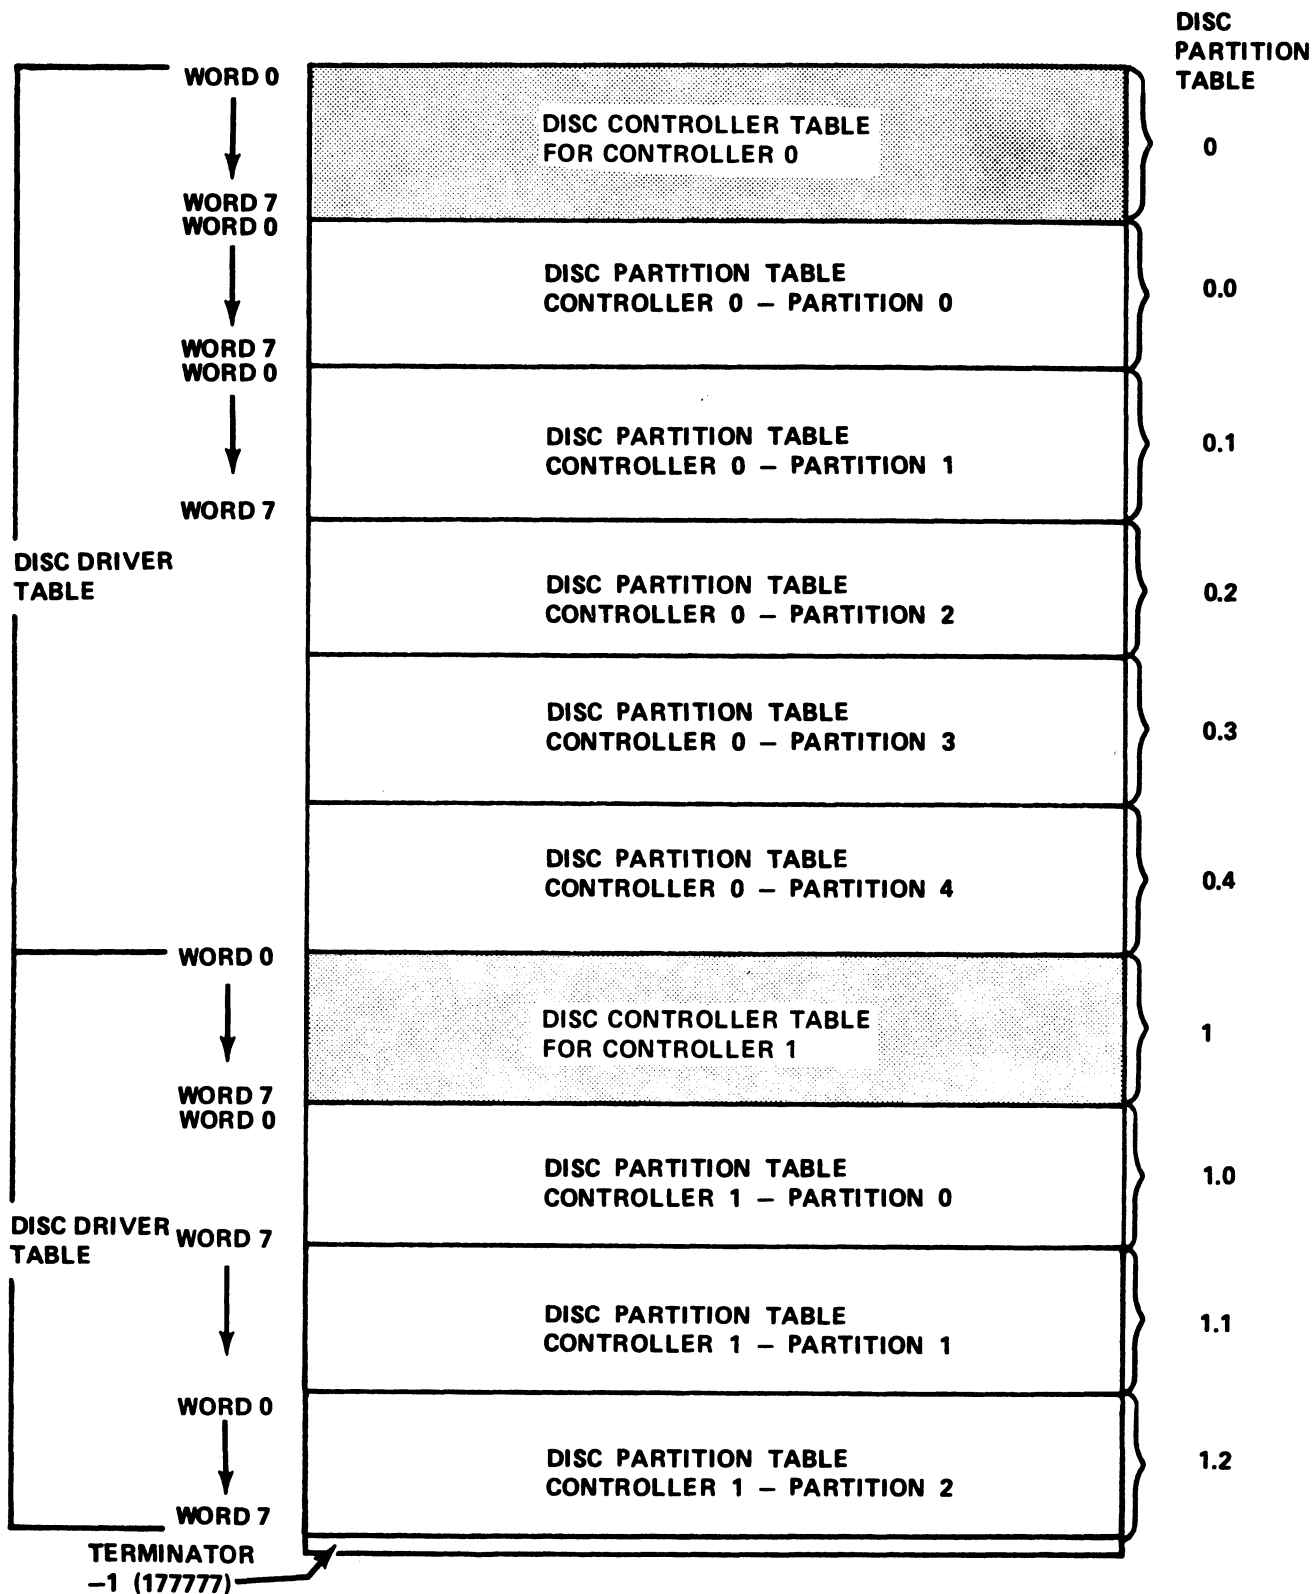 DISC
PARTITION
TABLE
WORD 0
DISC CONTROLLER TABLE
FOR CONTROLLER 0
0
WORD 7
WORD 0
DISC PARTITION TABLE
CONTROLLER 0 – PARTITION 0
0.0
WORD 7
WORD 0
DISC PARTITION TABLE
CONTROLLER 0 – PARTITION 1
0.1
WORD 7
DISC DRIVER
TABLE
DISC PARTITION TABLE
CONTROLLER 0 – PARTITION 2
0.2
DISC PARTITION TABLE
CONTROLLER 0 – PARTITION 3
0.3
DISC PARTITION TABLE
CONTROLLER 0 – PARTITION 4
0.4
WORD 0
DISC CONTROLLER TABLE
FOR CONTROLLER 1
1
WORD 7
WORD 0
DISC PARTITION TABLE
CONTROLLER 1 – PARTITION 0
1.0
DISC DRIVER
TABLE
WORD 7
DISC PARTITION TABLE
CONTROLLER 1 – PARTITION 1
1.1
WORD 0
DISC PARTITION TABLE
CONTROLLER 1 – PARTITION 2
1.2
WORD 7
TERMINATOR
–1 (177777)